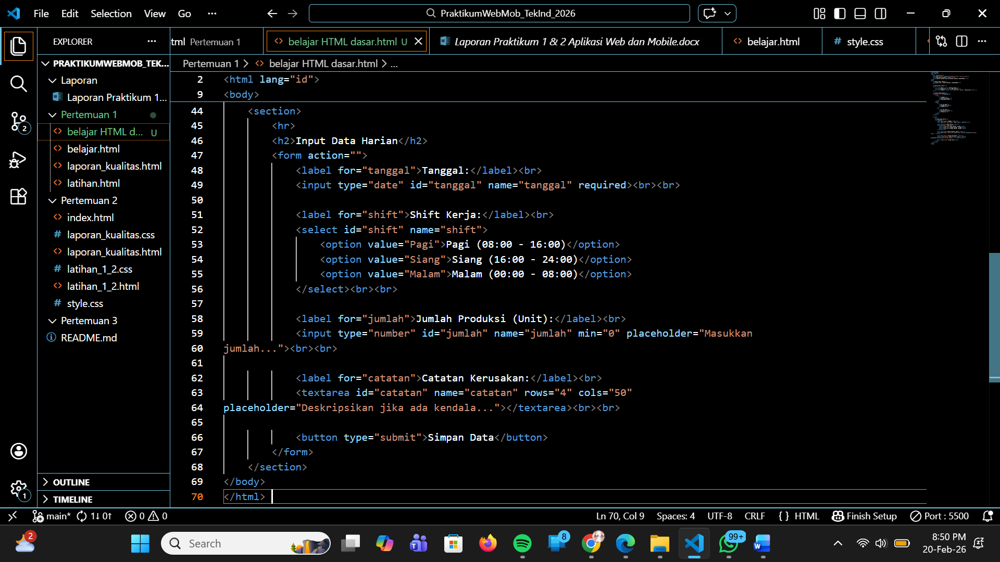 File Edit Selection View Go ··· PraktikumWebMob_TekInd_2026
EXPLORER ···
tml Pertemuan 1
belajar HTML dasar.html U
Laporan Praktikum 1 & 2 Aplikasi Web dan Mobile.docx
belajar.html
# style.css
···
PRAKTIKUMWEBMOB_TEK...
Laporan
Laporan Praktikum 1...
Pertemuan 1
belajar HTML d... U
belajar.html
laporan_kualitas.html
latihan.html
Pertemuan 2
index.html
# laporan_kualitas.css
laporan_kualitas.html
# latihan_1_2.css
latihan_1_2.html
# style.css
Pertemuan 3
README.md
OUTLINE
TIMELINE
2
1
Pertemuan 1 > belajar HTML dasar.html > ...
2 <html lang="id">
9 <body>
44 <section>
45 <hr>
46 <h2>Input Data Harian</h2>
47 <form action="">
48 <label for="tanggal">Tanggal:</label><br>
49 <input type="date" id="tanggal" name="tanggal" required><br><br>
50
51 <label for="shift">Shift Kerja:</label><br>
52 <select id="shift" name="shift">
53 <option value="Pagi">Pagi (08:00 - 16:00)</option>
54 <option value="Siang">Siang (16:00 - 24:00)</option>
55 <option value="Malam">Malam (00:00 - 08:00)</option>
56 </select><br><br>
57
58 <label for="jumlah">Jumlah Produksi (Unit):</label><br>
59 <input type="number" id="jumlah" name="jumlah" min="0" placeholder="Masukkan
60 jumlah..."><br><br>
61
62 <label for="catatan">Catatan Kerusakan:</label><br>
63 <textarea id="catatan" name="catatan" rows="4" cols="50"
64 placeholder="Deskripsikan jika ada kendala..."></textarea><br><br>
65
66 <button type="submit">Simpan Data</button>
67 </form>
68 </section>
69 </body>
70 </html>
main* 1↓ 0↑ 0 0 Ln 70, Col 9 Spaces: 4 UTF-8 CRLF { } HTML Finish Setup Port : 5500
2 Search 8 99+ 8:50 PM
20-Feb-26